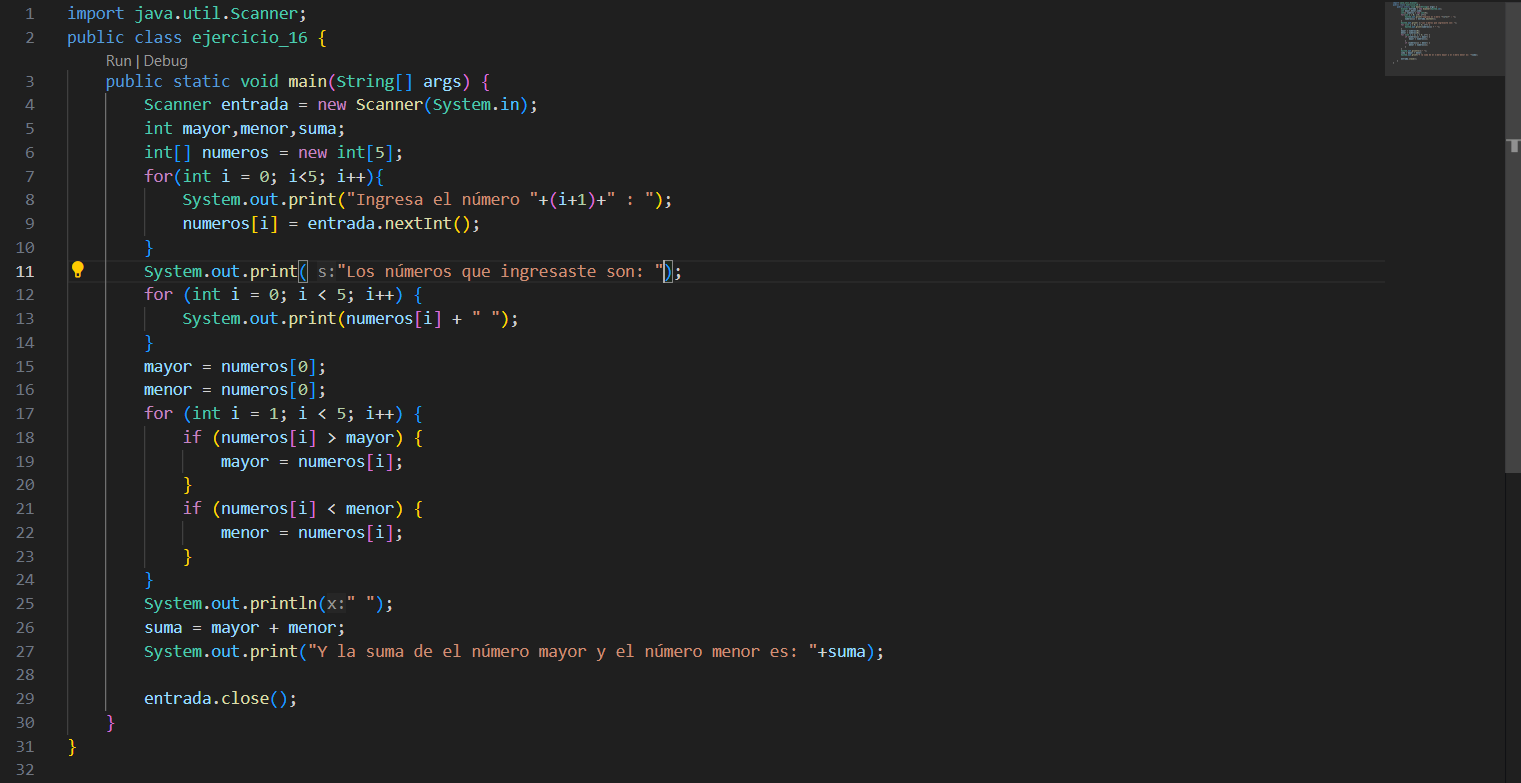 1 import java.util.Scanner;
2 public class ejercicio_16 {
Run | Debug
3 public static void main(String[] args) {
4 Scanner entrada = new Scanner(System.in);
5 int mayor,menor,suma;
6 int[] numeros = new int[5];
7 for(int i = 0; i<5; i++){
8 System.out.print("Ingresa el número "+(i+1)+" : ");
9 numeros[i] = entrada.nextInt();
10 }
11 System.out.print( s:"Los números que ingresaste son: ");
12 for (int i = 0; i < 5; i++) {
13 System.out.print(numeros[i] + " ");
14 }
15 mayor = numeros[0];
16 menor = numeros[0];
17 for (int i = 1; i < 5; i++) {
18 if (numeros[i] > mayor) {
19 mayor = numeros[i];
20 }
21 if (numeros[i] < menor) {
22 menor = numeros[i];
23 }
24 }
25 System.out.println(x:" ");
26 suma = mayor + menor;
27 System.out.print("Y la suma de el número mayor y el número menor es: "+suma);
28
29 entrada.close();
30 }
31 }
32